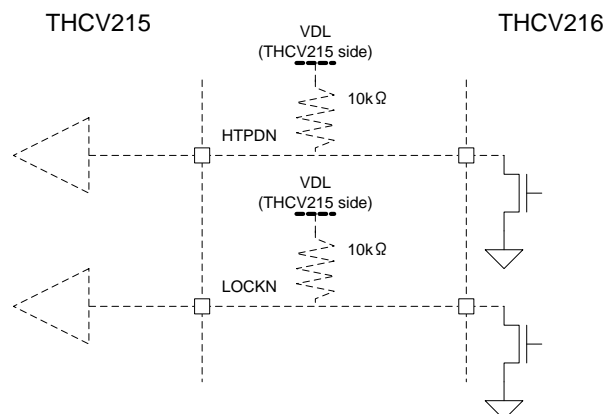 THCV215
THCV216
VDL
(THCV215 side)
10kΩ
HTPDN
VDL
(THCV215 side)
10kΩ
LOCKN